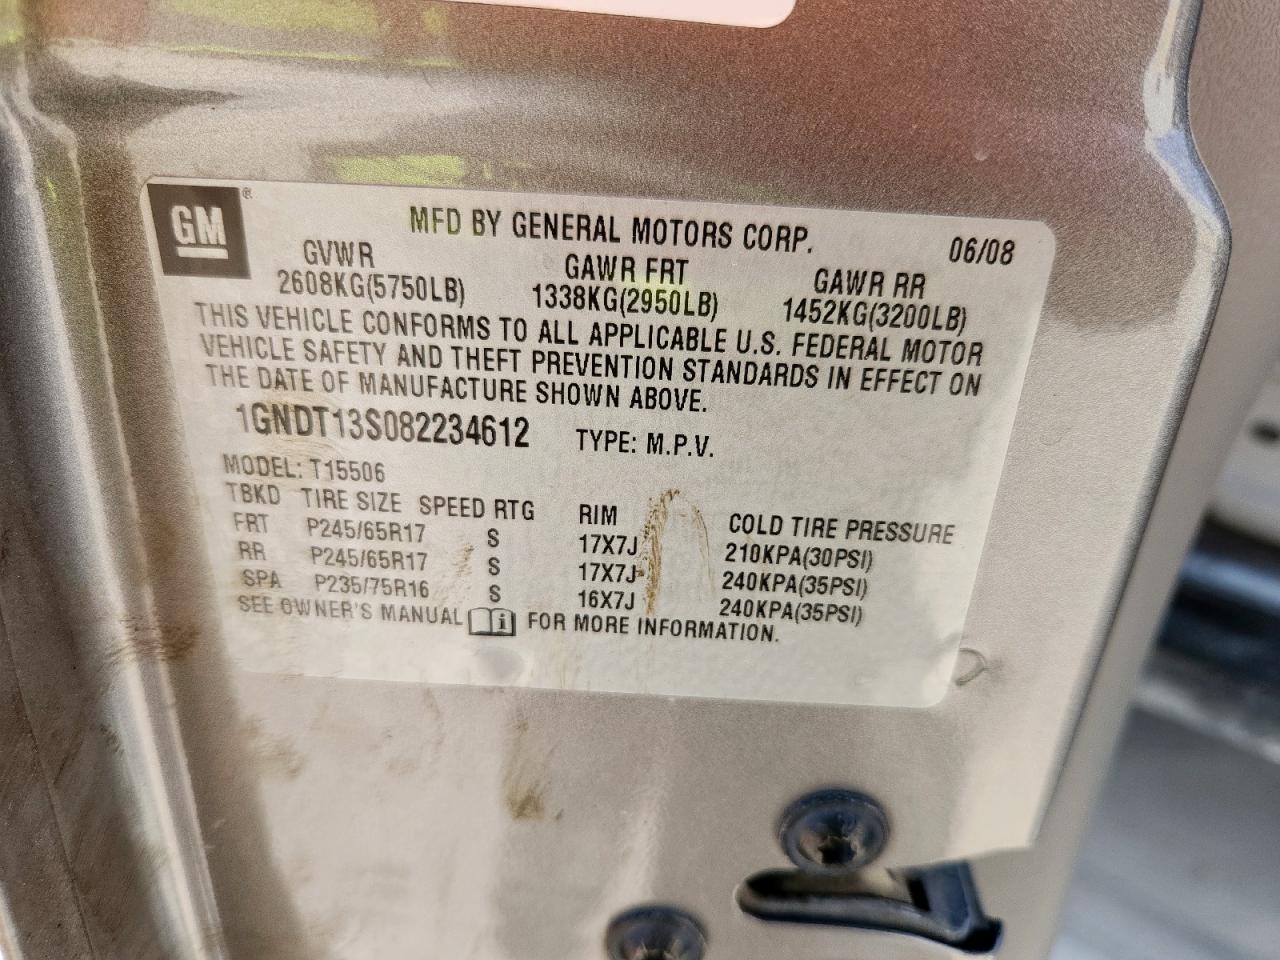 GM ®
MFD BY GENERAL MOTORS CORP. 06/08
GVWR GAWR FRT GAWR RR
2608KG(5750LB) 1338KG(2950LB) 1452KG(3200LB)
THIS VEHICLE CONFORMS TO ALL APPLICABLE U.S. FEDERAL MOTOR
VEHICLE SAFETY AND THEFT PREVENTION STANDARDS IN EFFECT ON
THE DATE OF MANUFACTURE SHOWN ABOVE.
1GNDT13S082234612 TYPE: M.P.V.
MODEL: T15506
TBKD TIRE SIZE SPEED RTG RIM COLD TIRE PRESSURE
FRT P245/65R17 S 17X7J 210KPA(30PSI)
RR P245/65R17 S 17X7J 240KPA(35PSI)
SPA P235/75R16 S 16X7J 240KPA(35PSI)
SEE OWNER'S MANUAL i FOR MORE INFORMATION.